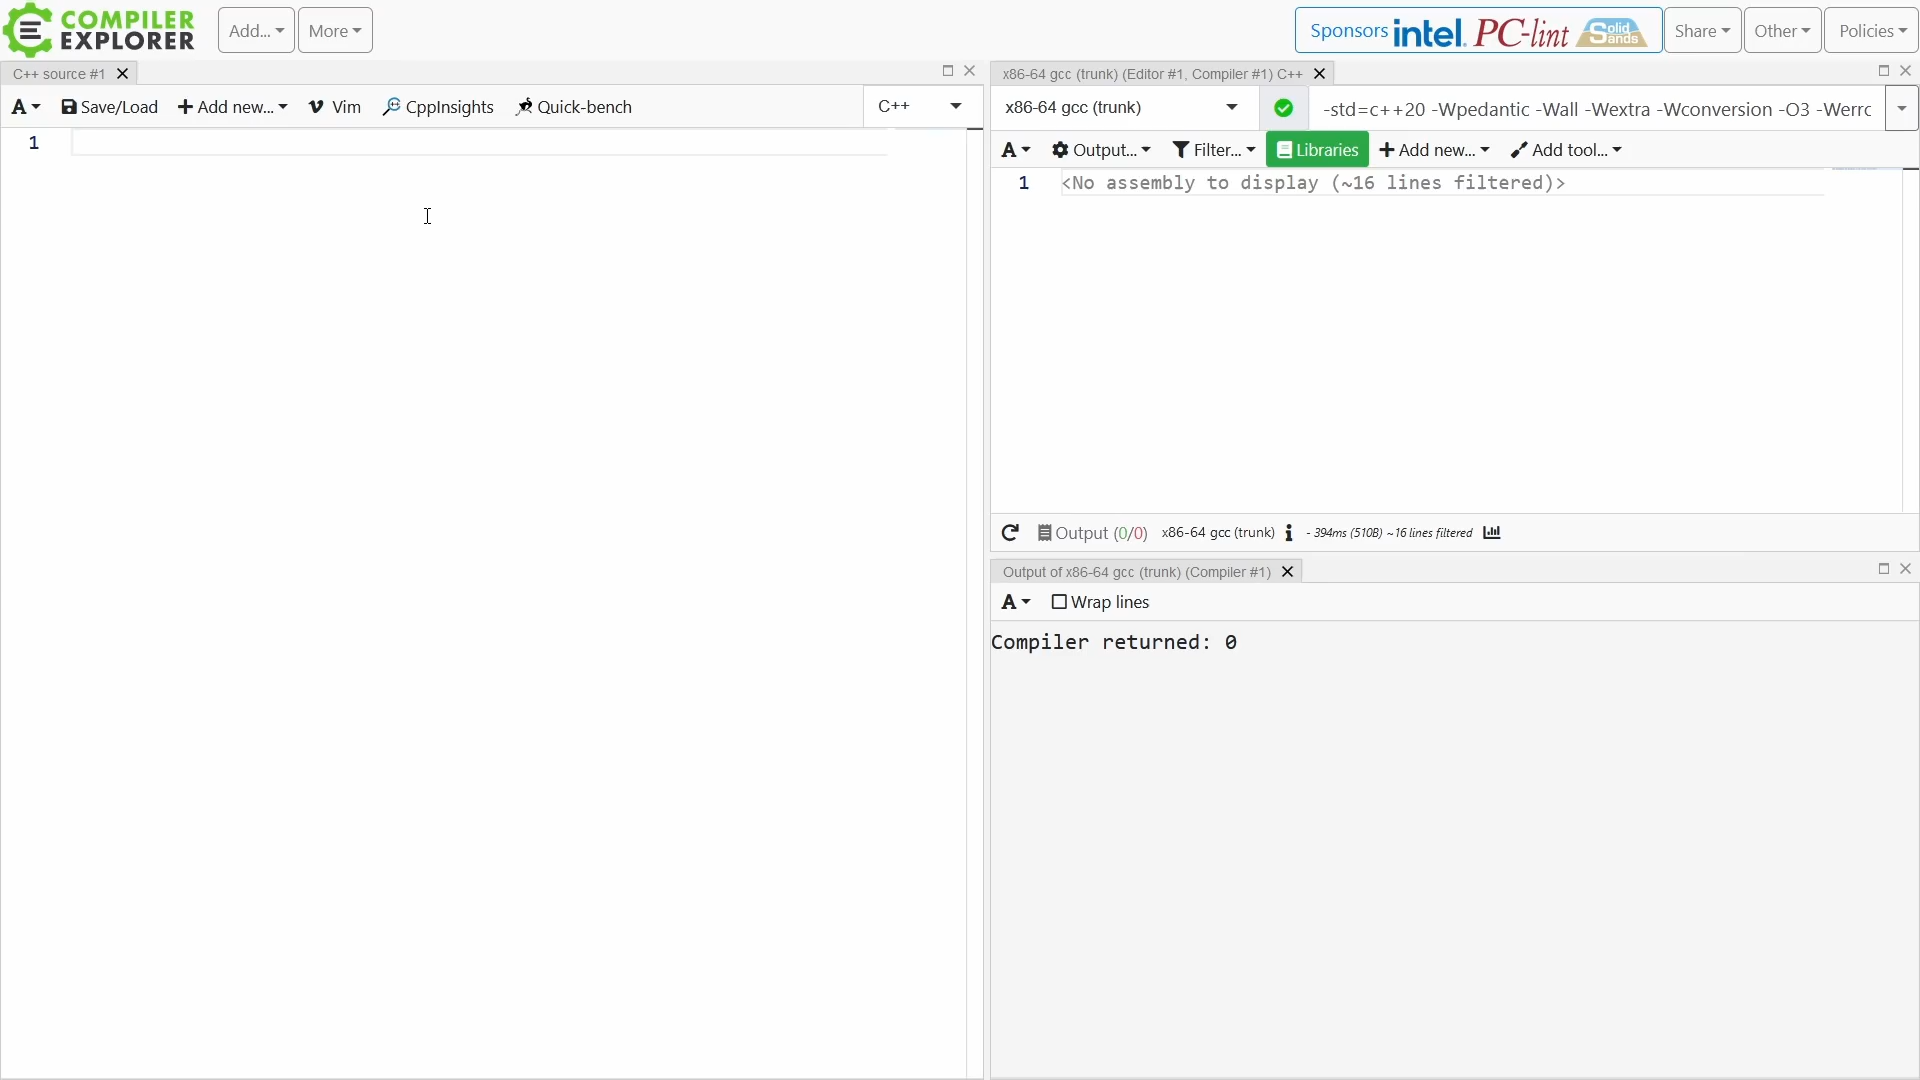 COMPILER
EXPLORER
Add...
More
Sponsors intel. PC-lint Solid Sands
Share
Other
Policies
C++ source #1
x86-64 gcc (trunk) (Editor #1, Compiler #1) C++
A
Save/Load
Add new...
Vim
CppInsights
Quick-bench
C++
x86-64 gcc (trunk)
-std=c++20 -Wpedantic -Wall -Wextra -Wconversion -O3 -Werrc
A
Output...
Filter...
Libraries
Add new...
Add tool...
1
1 <No assembly to display (~16 lines filtered)>
Output (0/0) x86-64 gcc (trunk) i - 394ms (510B) ~16 lines filtered
Output of x86-64 gcc (trunk) (Compiler #1)
A
Wrap lines
Compiler returned: 0